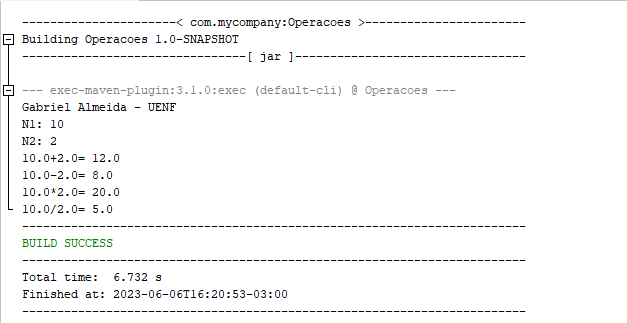 ----------------------< com.mycompany:Operacoes >-----------------------
Building Operacoes 1.0-SNAPSHOT
--------------------------------[ jar ]---------------------------------
--- exec-maven-plugin:3.1.0:exec (default-cli) @ Operacoes ---
Gabriel Almeida - UENF
N1: 10
N2: 2
10.0+2.0= 12.0
10.0-2.0= 8.0
10.0*2.0= 20.0
10.0/2.0= 5.0
------------------------------------------------------------------------
BUILD SUCCESS
------------------------------------------------------------------------
Total time:  6.732 s
Finished at: 2023-06-06T16:20:53-03:00
------------------------------------------------------------------------